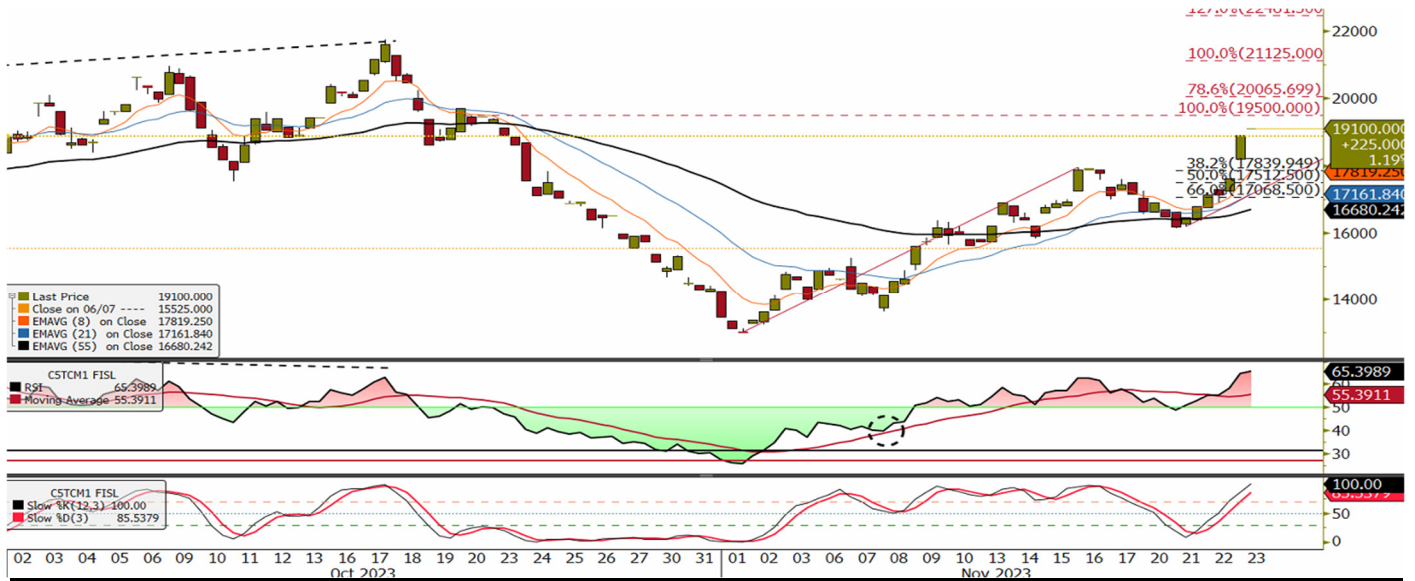 127.0%(22461.500
22000
100.0%(21125.000
20000
78.6%(20065.699)
100.0%(19500.000)
19100.000
+225.000
1.19%
38.2%(17839.949)
17819.250
50.0%(17512.500)
17161.840
66.0%(17068.500)
16680.242
16000
14000
Last Price 19100.000
Close on 06/07 ---- 15525.000
EMAVG (8) on Close 17819.250
EMAVG (21) on Close 17161.840
EMAVG (55) on Close 16680.242
C5TCM1 FISL
RSI 65.3989
Moving Average 55.3911
65.3989
60
55.3911
50
40
30
C5TCM1 FISL
Slow %K(12,3) 100.00
Slow %D(3) 85.5379
100.00
85.5379
50
0
02 03 04 05 06 09 10 11 12 13 16 17 18 19 20 23 24 25 26 27 30 31 01 02 03 06 07 08 09 10 13 14 15 16 17 20 21 22 23
Oct 2023 Nov 2023